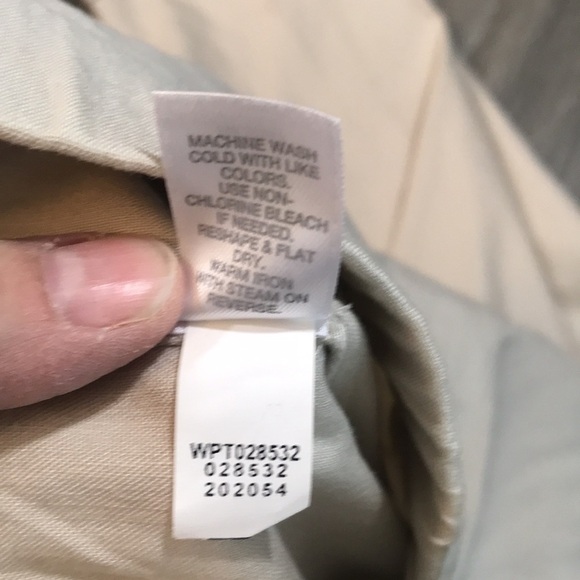 MACHINE WASH
COLD WITH LIKE
COLORS.
USE NON-
CHLORINE BLEACH
IF NEEDED.
RESHAPE & FLAT
DRY.
WARM IRON
WITH STEAM ON
REVERSE.
WPT028532
028532
202054